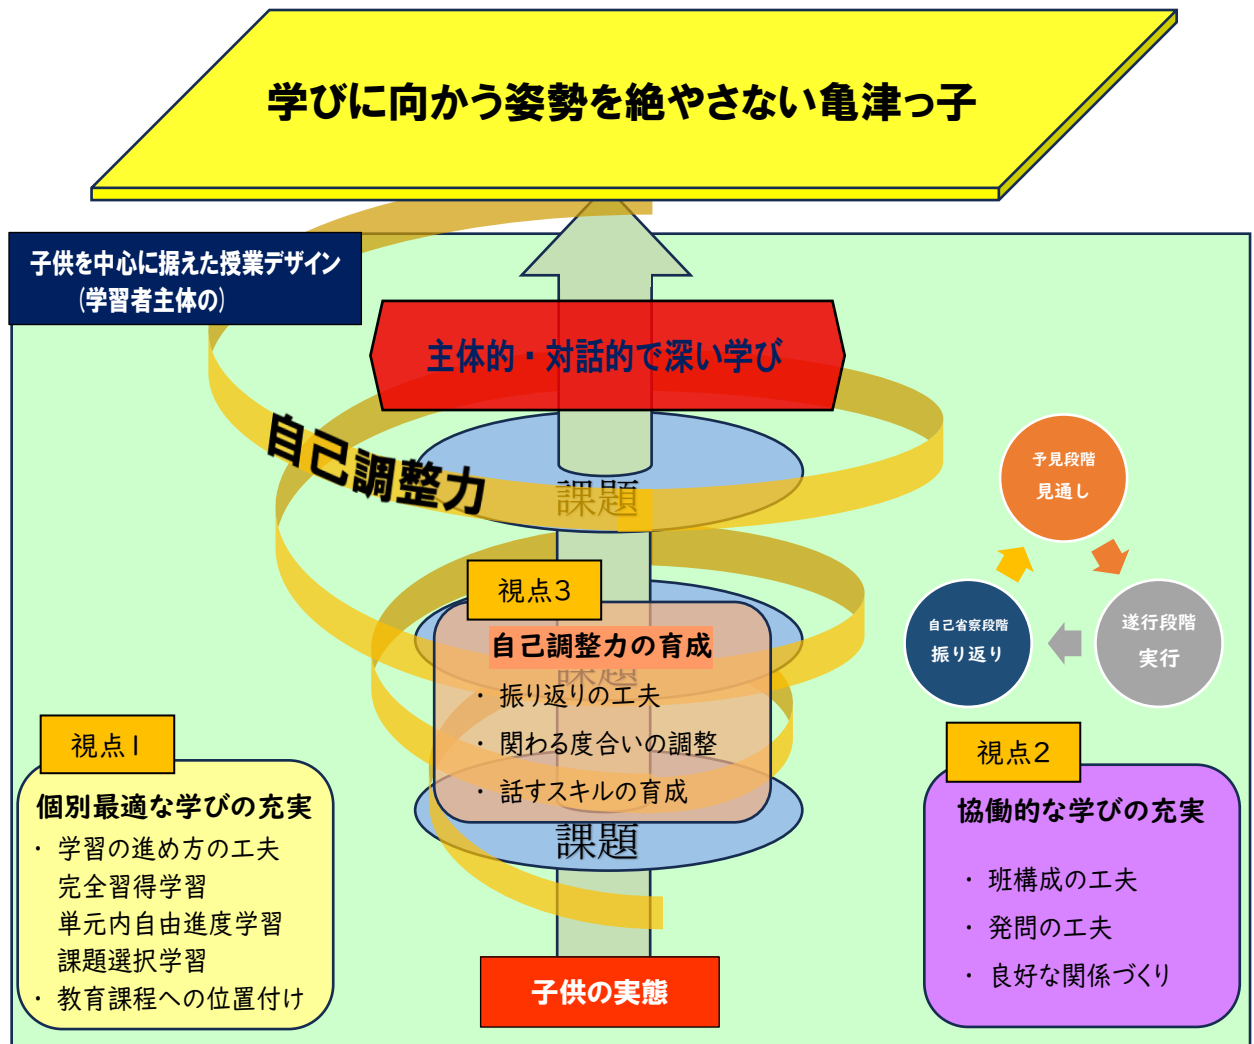 学びに向かう姿勢を絶やさない亀津っ子
子供を中心に据えた授業デザイン
(学習者主体の)
主体的・対話的で深い学び
自己調整力
課題
予見段階
見通し
遂行段階
実行
自己省察段階
振り返り
視点3
自己調整力の育成
課題
・ 振り返りの工夫
・ 関わる度合いの調整
・ 話すスキルの育成
課題
視点1
個別最適な学びの充実
・ 学習の進め方の工夫
完全習得学習
単元内自由進度学習
課題選択学習
・ 教育課程への位置付け
視点2
協働的な学びの充実
・ 班構成の工夫
・ 発問の工夫
・ 良好な関係づくり
子供の実態